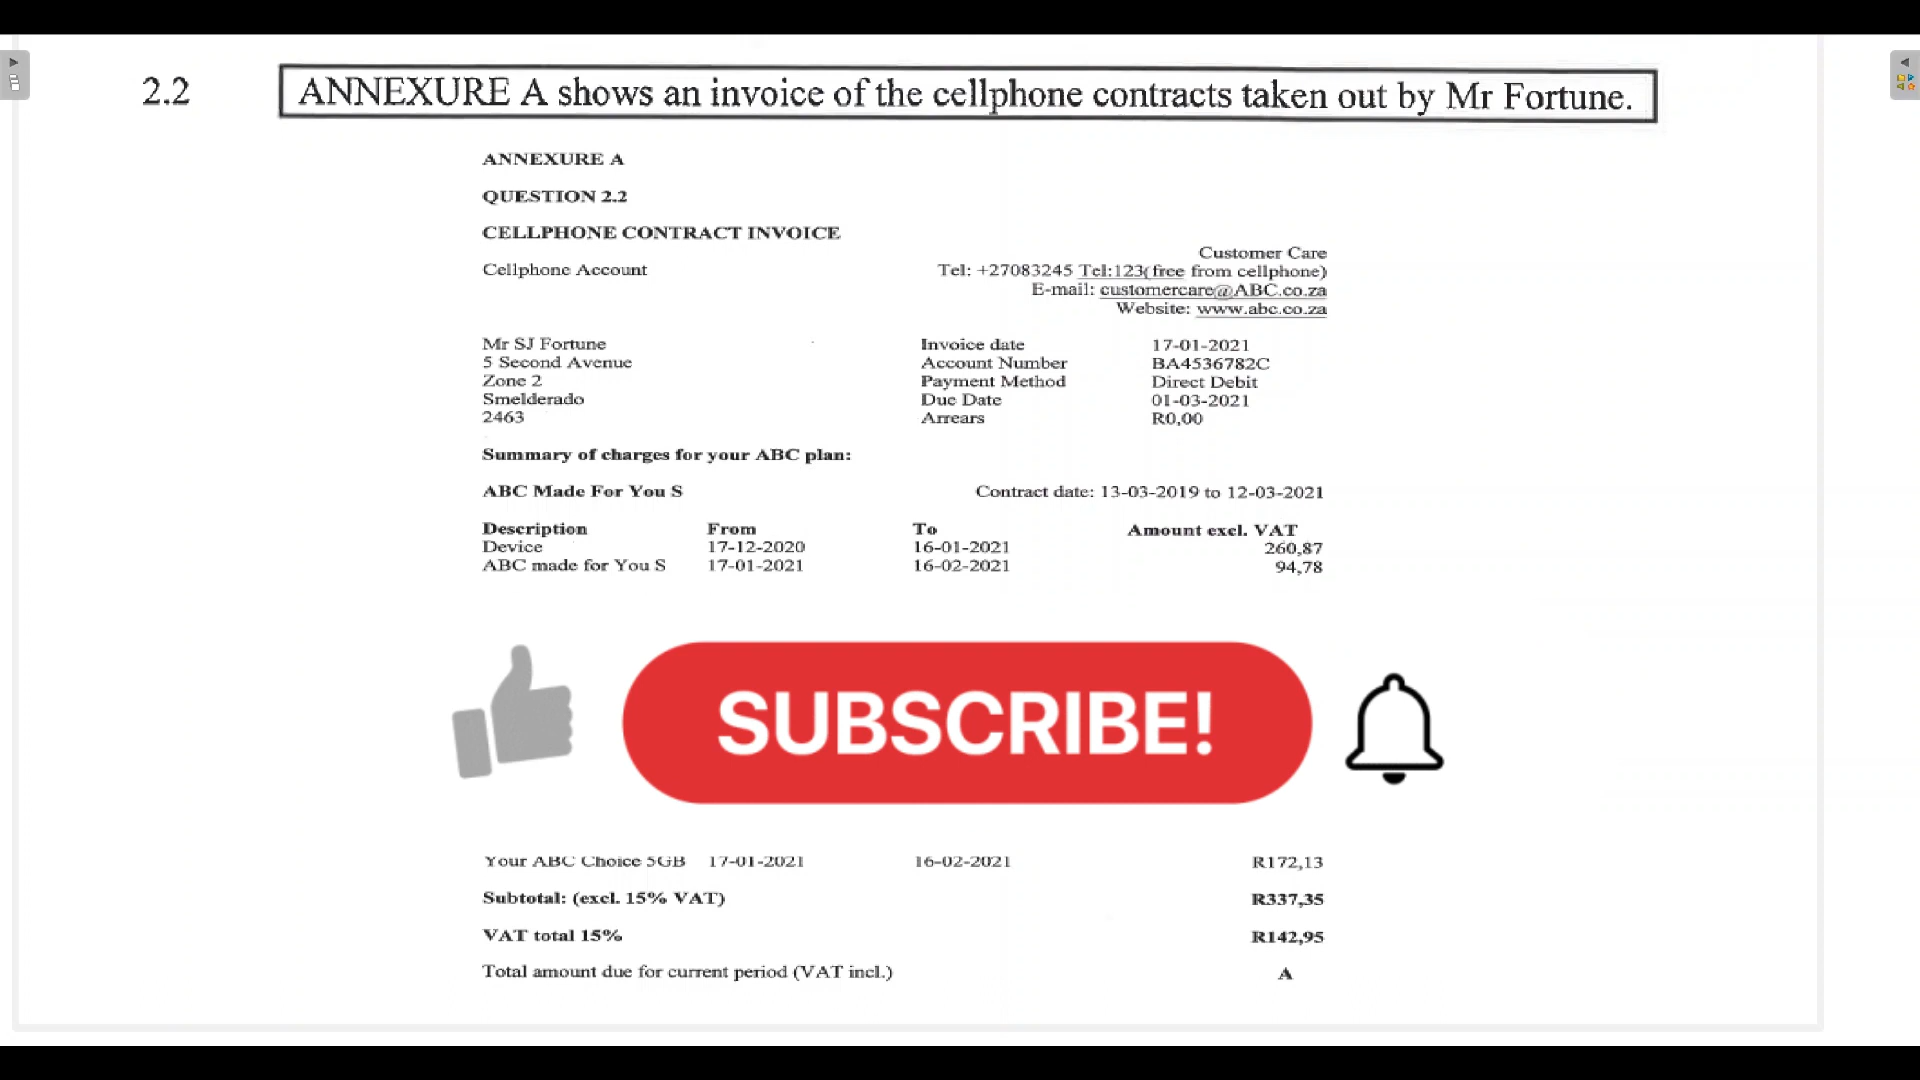 2.2 ANNEXURE A shows an invoice of the cellphone contracts taken out by Mr Fortune.
ANNEXURE A
QUESTION 2.2
CELLPHONE CONTRACT INVOICE
Customer Care
Cellphone Account Tel: +27083245 Tel:123(free from cellphone)
E-mail: customercare@ABC.co.za
Website: www.abc.co.za
Mr SJ Fortune Invoice date 17-01-2021
5 Second Avenue Account Number BA4536782C
Zone 2 Payment Method Direct Debit
Smelderado Due Date 01-03-2021
2463 Arrears R0,00
Summary of charges for your ABC plan:
ABC Made For You S Contract date: 13-03-2019 to 12-03-2021
Description From To Amount excl. VAT
Device 17-12-2020 16-01-2021 260,87
ABC made for You S 17-01-2021 16-02-2021 94,78
SUBSCRIBE!
Your ABC Choice 5GB 17-01-2021 16-02-2021 R172,13
Subtotal: (excl. 15% VAT) R337,35
VAT total 15% R142,95
Total amount due for current period (VAT incl.) A